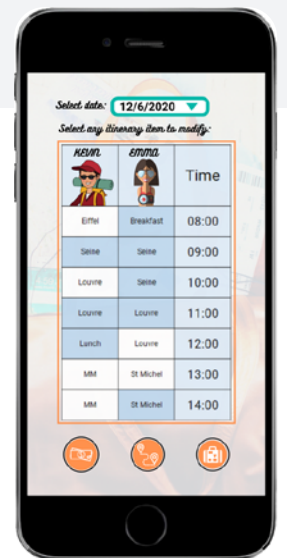 Select date: 12/6/2020
Select any itinerary item to modify:
KEVIN EMMA Time
Eiffel Breakfast 08:00
Seine Seine 09:00
Louvre Seine 10:00
Louvre Louvre 11:00
Lunch Louvre 12:00
MM St Michel 13:00
MM St Michel 14:00